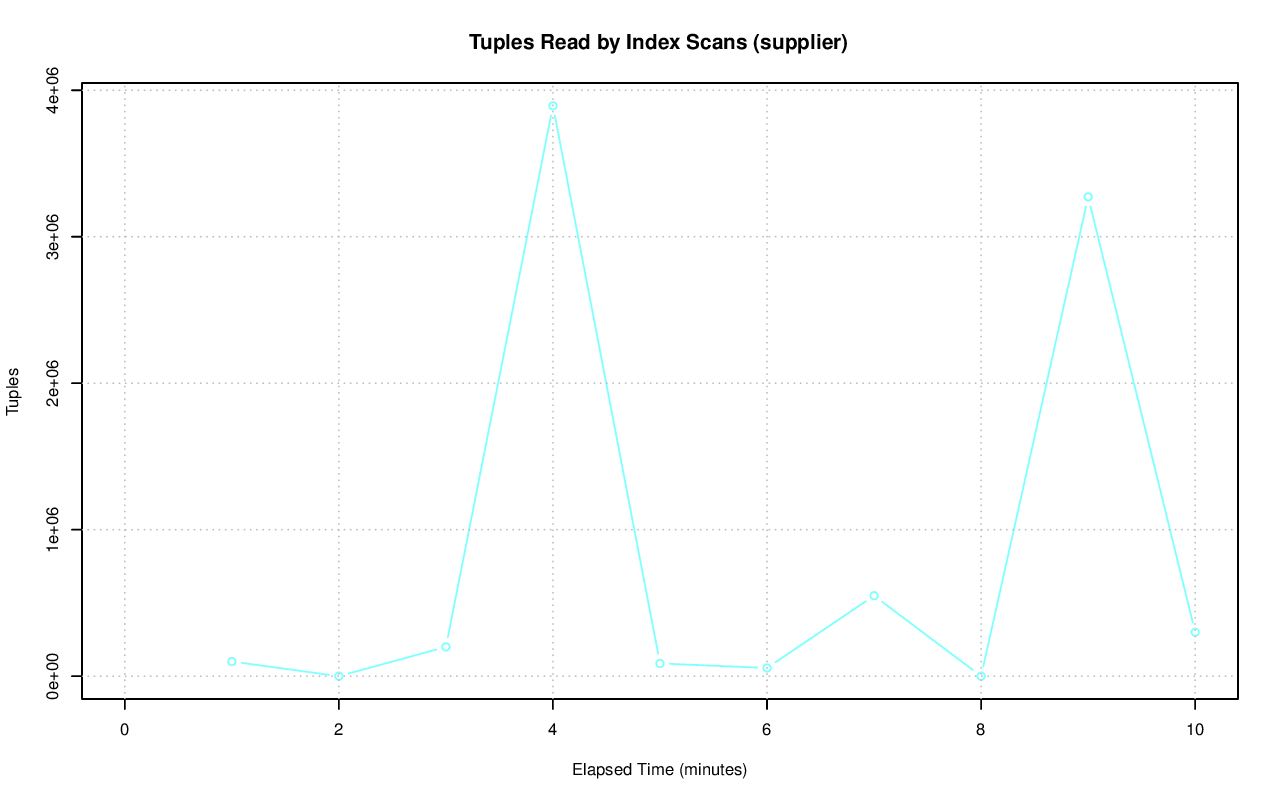 Tuples Read by Index Scans (supplier)
4e+06
3e+06
2e+06
1e+06
0e+00
Tuples
0 2 4 6 8 10
Elapsed Time (minutes)